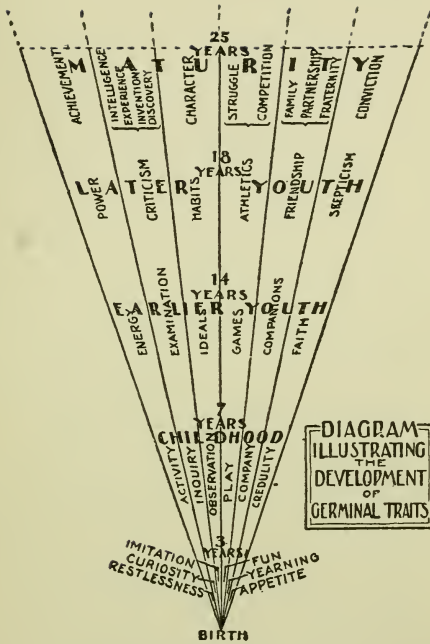 25
YEARS
MATURITY
ACHIEVEMENT
INTELLIGENCE
EXPERIENCE
INVENTION
DISCOVERY
CHARACTER
STRUGGLE
COMPETITION
FAMILY
PARTNERSHIP
FRATERNITY
CONVICTION
18
YEARS
LATER YOUTH
POWER
CRITICISM
HABITS
ATHLETICS
FRIENDSHIP
SKEPTICISM
14
YEARS
EARLIER YOUTH
ENERGY
EXAMINATION
IDEALS
GAMES
COMPANIONS
FAITH
7
YEARS
CHILDHOOD
ACTIVITY
INQUIRY
OBSERVATION
PLAY
COMPANY
CREDULITY
DIAGRAM
ILLUSTRATING
THE
DEVELOPMENT
OF
GERMINAL TRAITS
3
YEARS
IMITATION
CURIOSITY
RESTLESSNESS
FUN
YEARNING
APPETITE
BIRTH